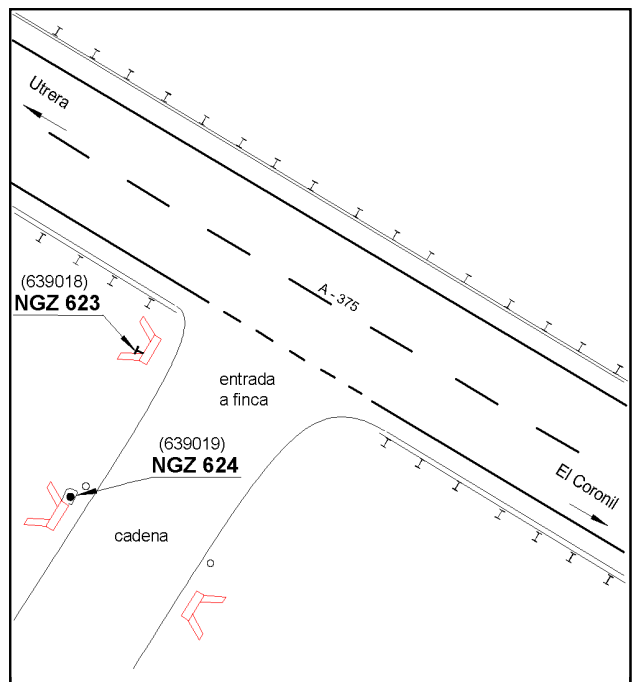 Utrera
A - 375
(639018)
NGZ 623
entrada
a finca
(639019)
NGZ 624
El Coronil
cadena